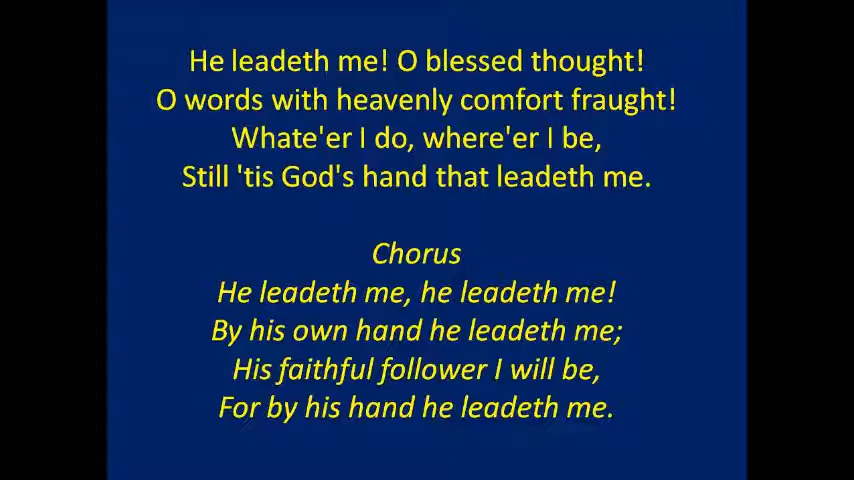 He leadeth me! O blessed thought!
O words with heavenly comfort fraught!
Whate'er I do, where'er I be,
Still 'tis God's hand that leadeth me.
Chorus
He leadeth me, he leadeth me!
By his own hand he leadeth me;
His faithful follower I will be,
For by his hand he leadeth me.